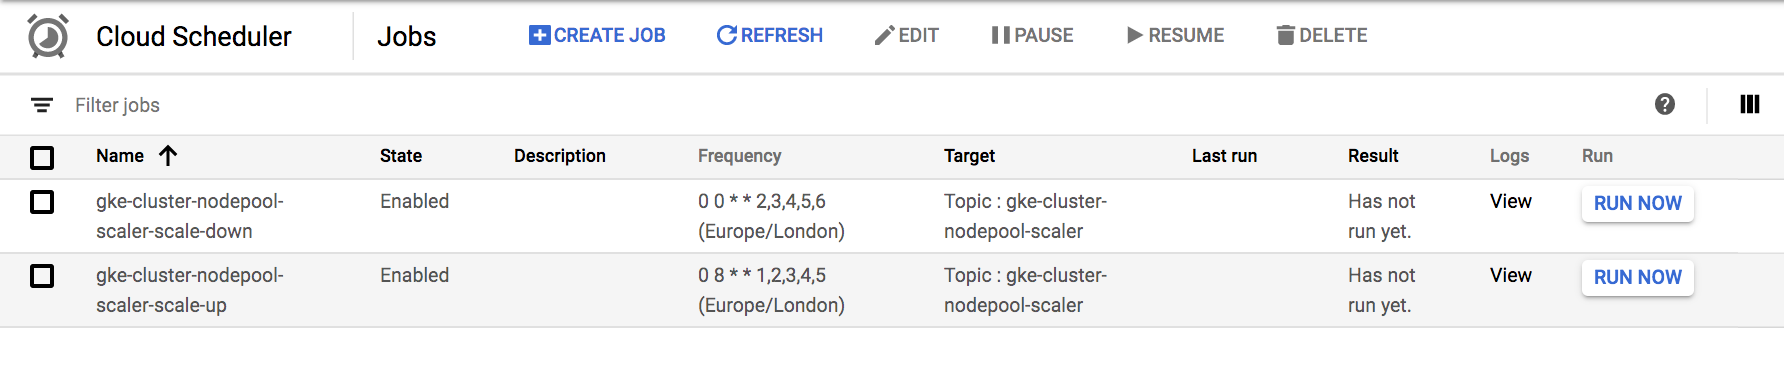 Cloud Scheduler Jobs CREATE JOB REFRESH EDIT PAUSE RESUME DELETE
Filter jobs
Name State Description Frequency Target Last run Result Logs Run
gke-cluster-nodepool- Enabled 0 0 * * 2,3,4,5,6 Topic : gke-cluster- Has not View RUN NOW
scaler-scale-down (Europe/London) nodepool-scaler run yet.
gke-cluster-nodepool- Enabled 0 8 * * 1,2,3,4,5 Topic : gke-cluster- Has not View RUN NOW
scaler-scale-up (Europe/London) nodepool-scaler run yet.